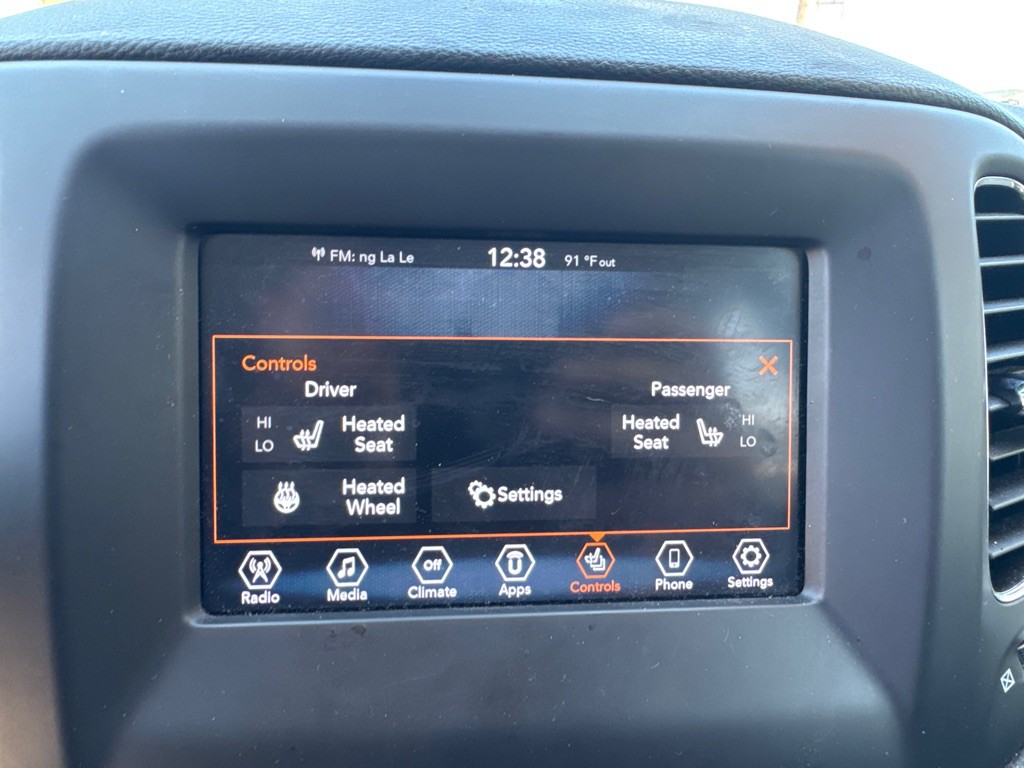 FM: ng La Le 12:38 91 °F out
Controls
Driver Passenger
HI
LO
Heated
Seat
Heated
Seat
HI
LO
Heated
Wheel
Settings
Radio Media Off Climate Apps Controls Phone Settings